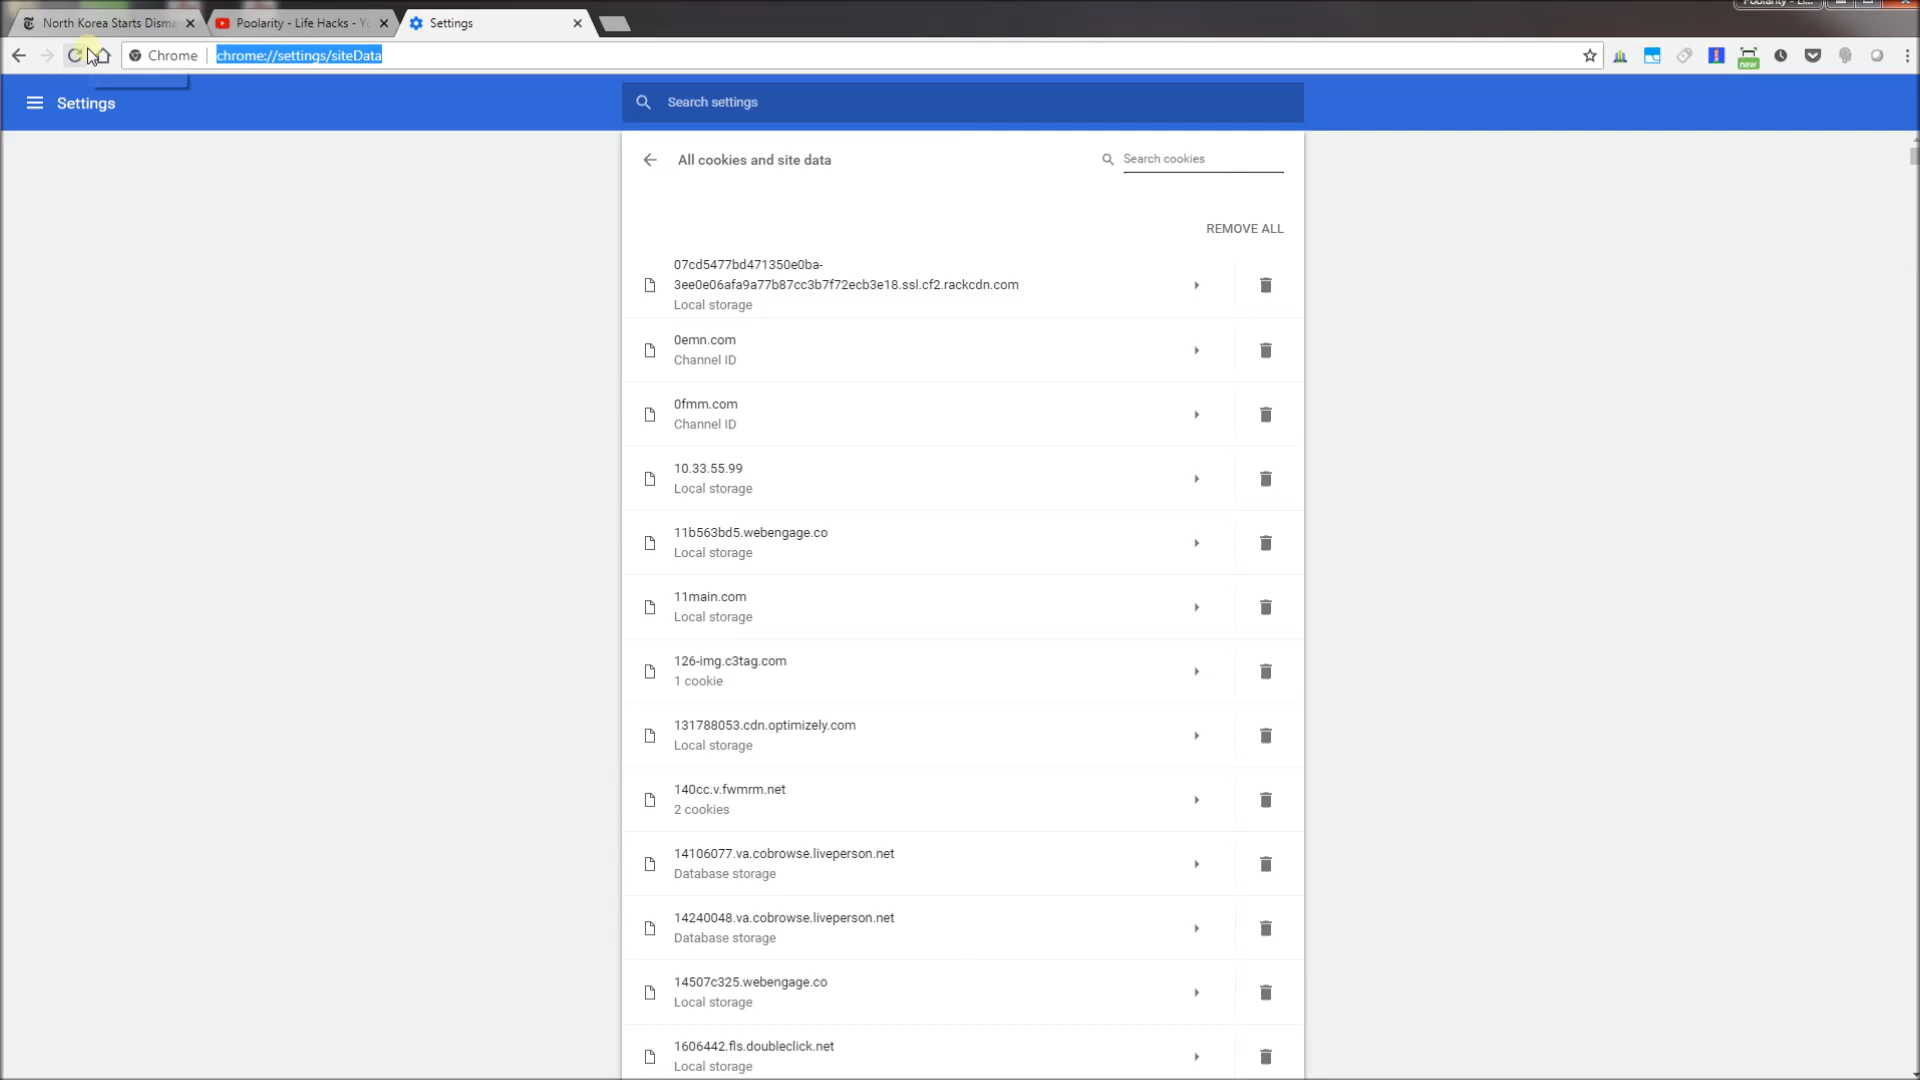 North Korea Starts Disma
Poolarity - Life Hacks - Yo
Settings
Poolarity - Li...
Chrome
chrome://settings/siteData
new
Settings
Search settings
All cookies and site data
Search cookies
REMOVE ALL
07cd5477bd471350e0ba-
3ee0e06afa9a77b87cc3b7f72ecb3e18.ssl.cf2.rackcdn.com
Local storage
0emn.com
Channel ID
0fmm.com
Channel ID
10.33.55.99
Local storage
11b563bd5.webengage.co
Local storage
11main.com
Local storage
126-img.c3tag.com
1 cookie
131788053.cdn.optimizely.com
Local storage
140cc.v.fwmrm.net
2 cookies
14106077.va.cobrowse.liveperson.net
Database storage
14240048.va.cobrowse.liveperson.net
Database storage
14507c325.webengage.co
Local storage
1606442.fls.doubleclick.net
Local storage